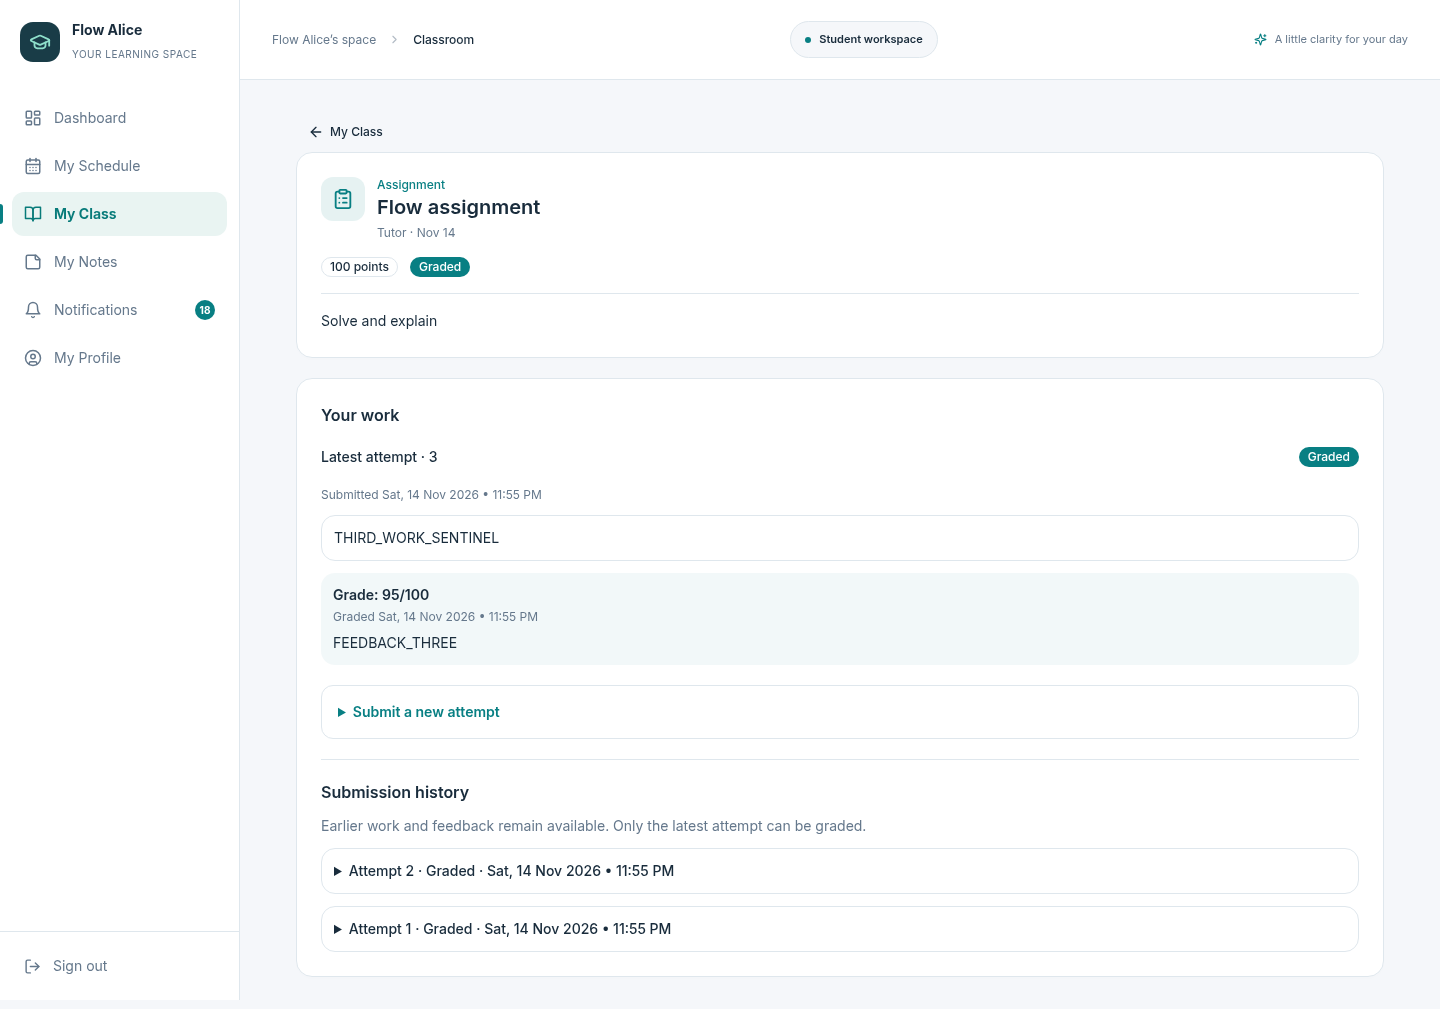 Flow Alice
YOUR LEARNING SPACE
Dashboard
My Schedule
My Class
My Notes
Notifications
18
My Profile
Sign out
Flow Alice's space
Classroom
Student workspace
A little clarity for your day
My Class
Assignment
Flow assignment
Tutor · Nov 14
100 points
Graded
Solve and explain
Your work
Latest attempt · 3
Graded
Submitted Sat, 14 Nov 2026 • 11:55 PM
THIRD_WORK_SENTINEL
Grade: 95/100
Graded Sat, 14 Nov 2026 • 11:55 PM
FEEDBACK_THREE
Submit a new attempt
Submission history
Earlier work and feedback remain available. Only the latest attempt can be graded.
Attempt 2 · Graded · Sat, 14 Nov 2026 • 11:55 PM
Attempt 1 · Graded · Sat, 14 Nov 2026 • 11:55 PM